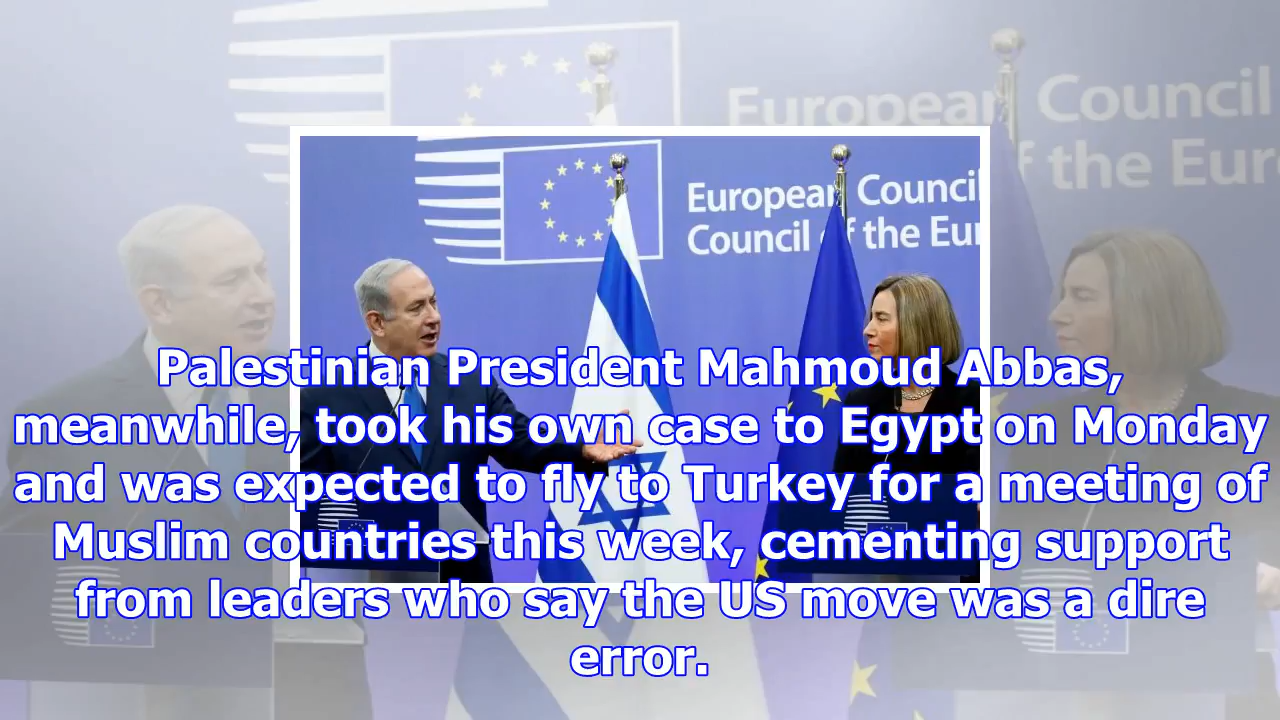 European Council
f the Eur
European Council
Council of the Eur
Palestinian President Mahmoud Abbas,
meanwhile, took his own case to Egypt on Monday
and was expected to fly to Turkey for a meeting of
Muslim countries this week, cementing support
from leaders who say the US move was a dire
error.